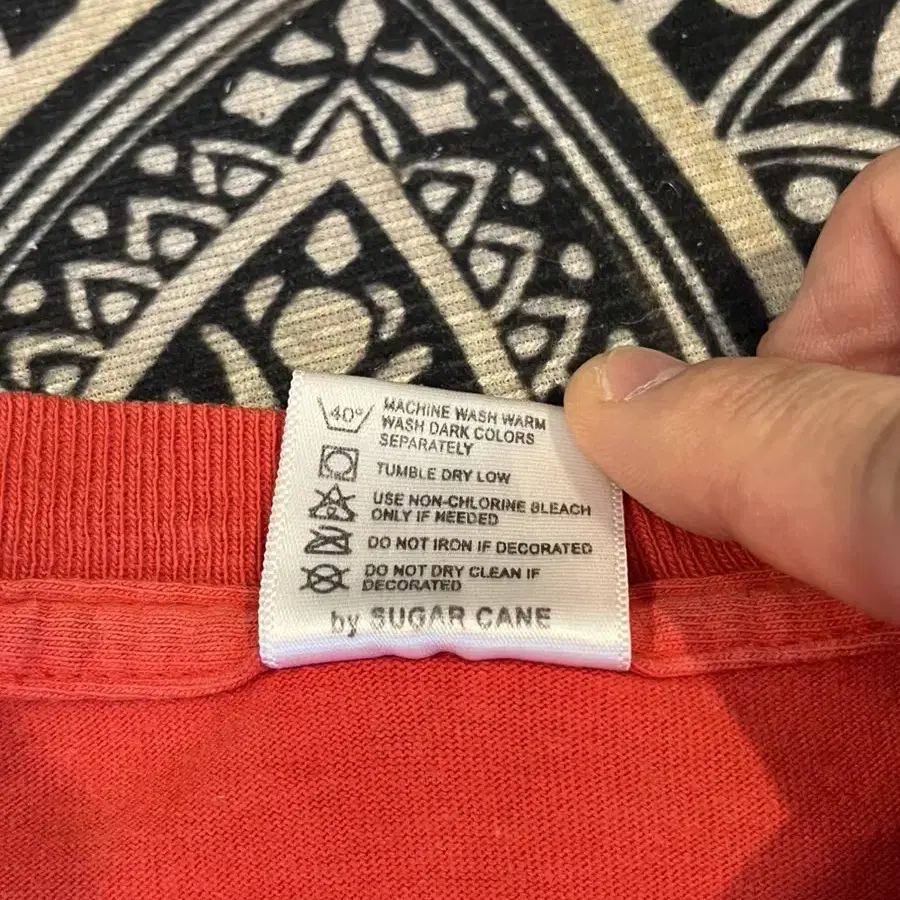 40°
MACHINE WASH WARM
WASH DARK COLORS
SEPARATELY
TUMBLE DRY LOW
USE NON-CHLORINE BLEACH
ONLY IF NEEDED
DO NOT IRON IF DECORATED
DO NOT DRY CLEAN IF
DECORATED
by SUGAR CANE